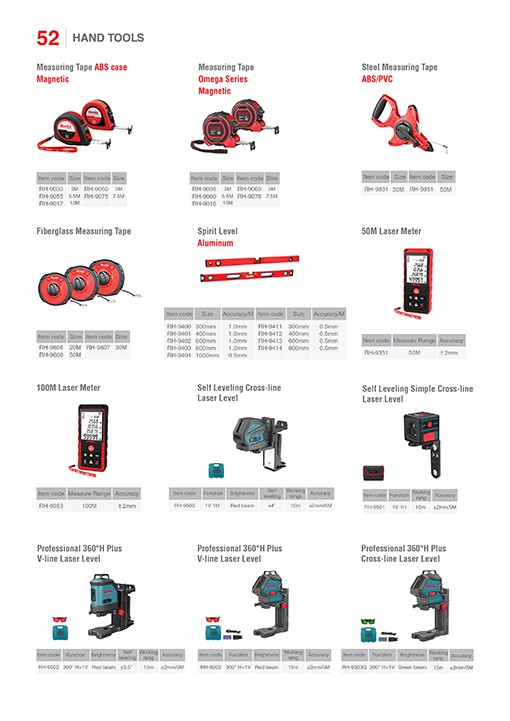 52 HAND TOOLS
Measuring Tape ABS case
Magnetic
Item code Size Item code Size
RH-9030 3M RH-9050 5M
RH-9055 5.5M RH-9075 7.5M
RH-9017 10M
Measuring Tape
Omega Series
Magnetic
Item code Size Item code Size
RH-9036 3M RH-9063 5M
RH-9060 5.5M RH-9078 7.5M
RH-9016 10M
Steel Measuring Tape
ABS/PVC
Item code Size Item code Size
RH-9831 30M RH-9851 50M
Fiberglass Measuring Tape
Item code Size Item code Size
RH-9806 20M RH-9807 30M
RH-9808 50M
Spirit Level
Aluminum
Item code Size Accuracy/M Item code Size Accuracy/M
RH-9400 300mm 1.0mm RH-9411 300mm 0.5mm
RH-9401 400mm 1.0mm RH-9412 400mm 0.5mm
RH-9402 600mm 1.0mm RH-9413 600mm 0.5mm
RH-9403 800mm 1.0mm RH-9414 800mm 0.5mm
RH-9404 1000mm 0.5mm
50M Laser Meter
Item code Measure Range Accuracy
RH-9351 50M ±2mm
100M Laser Meter
Item code Measure Range Accuracy
RH-9353 100M ±2mm
Self Leveling Cross-line
Laser Level
Item code Function Brightness Self leveling Working rang Accuracy
RH-9500 1V 1H Red beam ±4° 10m ±2mm/5M
Self Leveling Simple Cross-line
Laser Level
Item code Function Working rang Accuracy
RH-9501 1V 1H 10m ±2mm/5M
Professional 360°H Plus
V-line Laser Level
Item code Function Brightness Self leveling Working rang Accuracy
RH-9502 360° H+1V Red beam ±3.5° 15m ±2mm/5M
Professional 360°H Plus
V-line Laser Level
Item code Function Brightness Working rang Accuracy
RH-9503 360° H+1V Red beam 15m ±2mm/5M
Professional 360°H Plus
Cross-line Laser Level
Item code Function Brightness Working rang Accuracy
RH-9503G 360° H+1V Green beam 15m ±2mm/5M